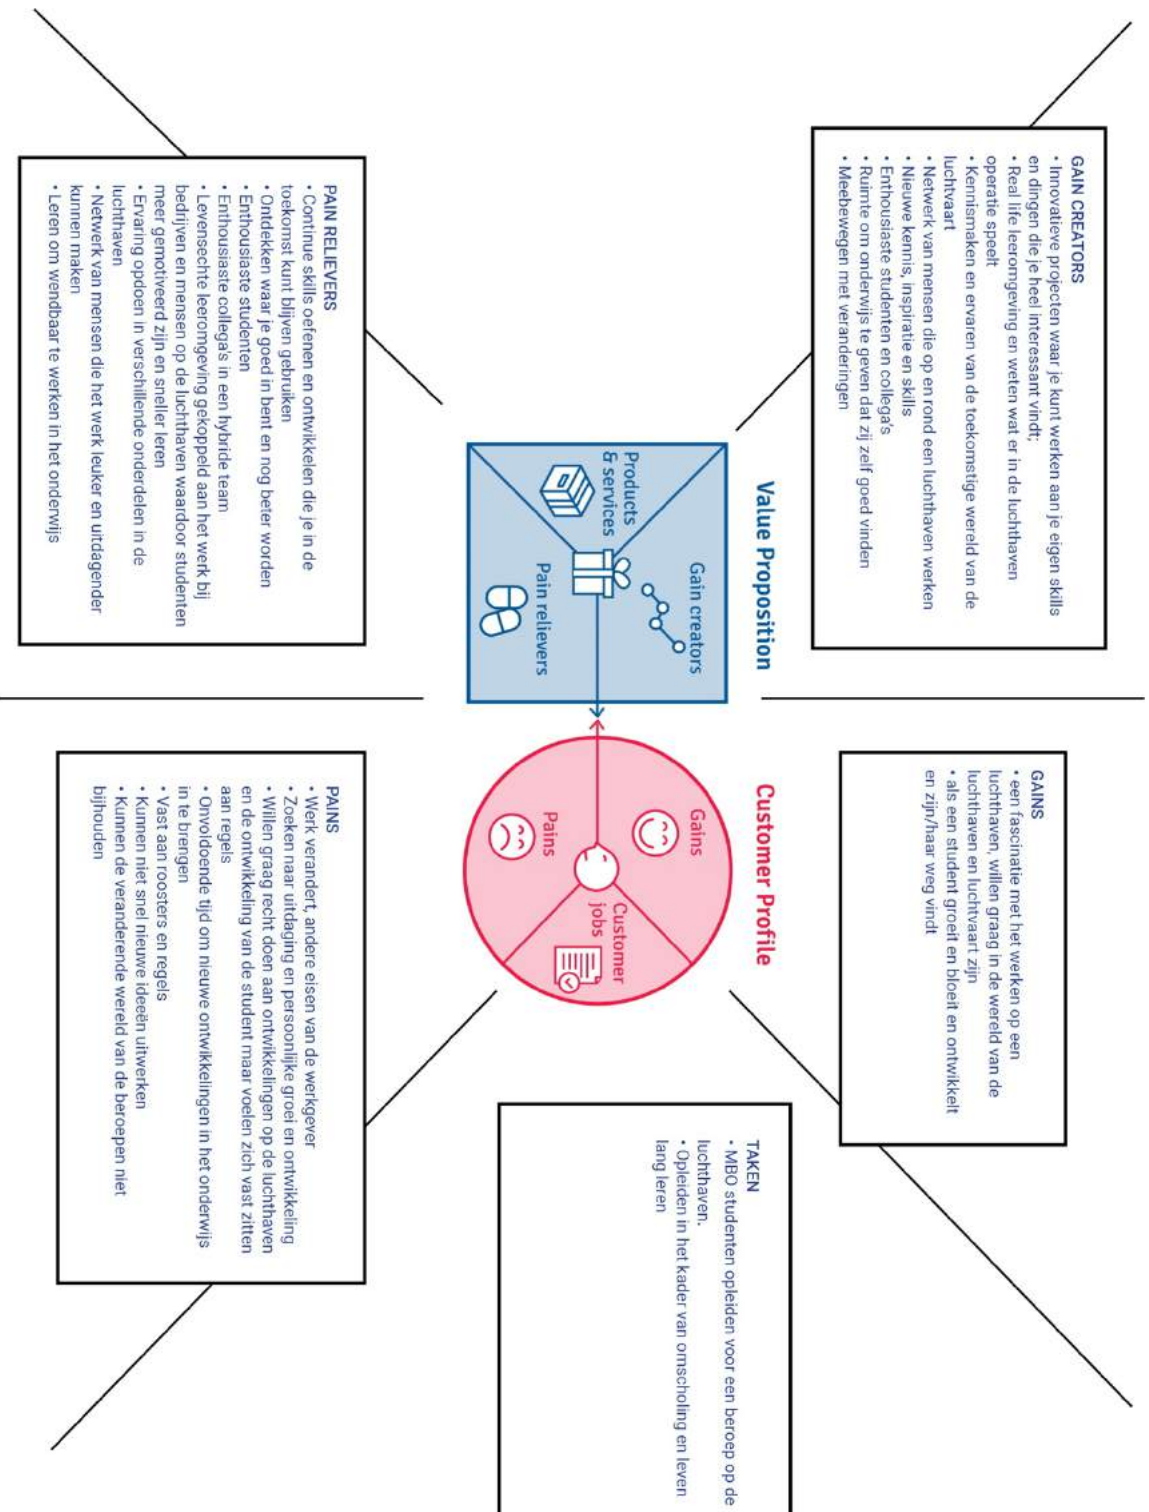 GAIN CREATORS
• Innovatieve projecten waar je kunt werken aan je eigen skills
en dingen die je heel interessant vindt;
• Real life leeromgeving en weten wat er in de luchthaven
operatie speelt
• Kennismaken en ervaren van de toekomstige wereld van de
luchtvaart
• Netwerk van mensen die op en rond een luchthaven werken
• Nieuwe kennis, inspiratie en skills
• Enthousiaste studenten en collega's
• Ruimte om onderwijs te geven dat zij zelf goed vinden
• Meebewegen met veranderingen
GAINS
• een fascinatie met het werken op een
luchthaven, willen graag in de wereld van de
luchthaven en luchtvaart zijn
• als een student groeit en bloeit en ontwikkelt
en zijn/haar weg vindt
Value Proposition
Gain creators
Products
& services
Pain relievers
Customer Profile
Gains
Customer
jobs
Pains
TAKEN
• MBO studenten opleiden voor een beroep op de
luchthaven.
• Opleiden in het kader van omscholing en leven
lang leren
PAIN RELIEVERS
• Continue skills oefenen en ontwikkelen die je in de
toekomst kunt blijven gebruiken
• Ontdekken waar je goed in bent en nog beter worden
• Enthousiaste studenten
• Enthousiaste collega's in een hybride team
• Levensechte leeromgeving gekoppeld aan het werk bij
bedrijven en mensen op de luchthaven waardoor studenten
meer gemotiveerd zijn en sneller leren
• Ervaring opdoen in verschillende onderdelen in de
luchthaven
• Netwerk van mensen die het werk leuker en uitdagender
kunnen maken
• Leren om wendbaar te werken in het onderwijs
PAINS
• Werk verandert, andere eisen van de werkgever
• Zoeken naar uitdaging en persoonlijke groei en ontwikkeling
• Willen graag recht doen aan ontwikkelingen op de luchthaven
en de ontwikkeling van de student maar voelen zich vast zitten
aan regels
• Onvoldoende tijd om nieuwe ontwikkelingen in het onderwijs
in te brengen
• Vast aan roosters en regels
• Kunnen niet snel nieuwe ideeën uitwerken
• Kunnen de veranderende wereld van de beroepen niet
bijhouden